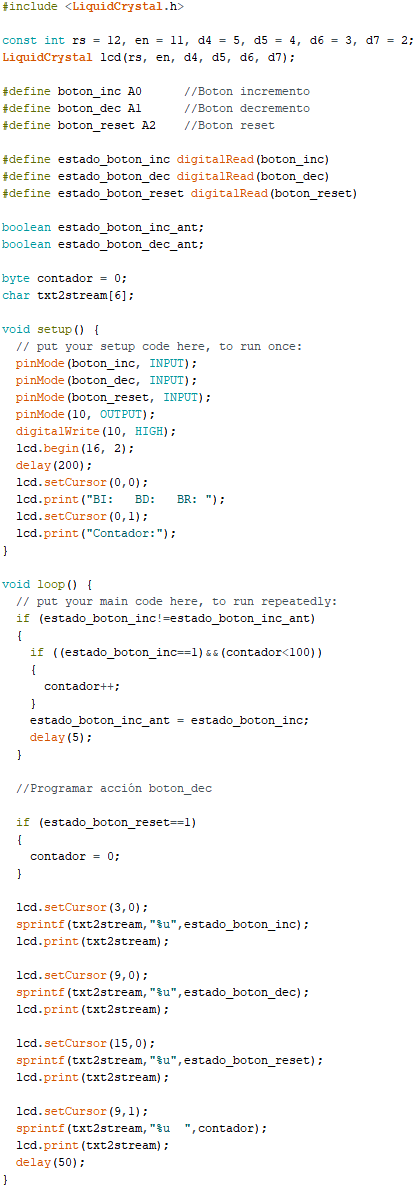 #include <LiquidCrystal.h>

const int rs = 12, en = 11, d4 = 5, d5 = 4, d6 = 3, d7 = 2;
LiquidCrystal lcd(rs, en, d4, d5, d6, d7);

#define boton_inc A0      //Boton incremento
#define boton_dec A1      //Boton decremento
#define boton_reset A2    //Boton reset

#define estado_boton_inc digitalRead(boton_inc)
#define estado_boton_dec digitalRead(boton_dec)
#define estado_boton_reset digitalRead(boton_reset)

boolean estado_boton_inc_ant;
boolean estado_boton_dec_ant;

byte contador = 0;
char txt2stream[6];

void setup() {
  // put your setup code here, to run once:
  pinMode(boton_inc, INPUT);
  pinMode(boton_dec, INPUT);
  pinMode(boton_reset, INPUT);
  pinMode(10, OUTPUT);
  digitalWrite(10, HIGH);
  lcd.begin(16, 2);
  delay(200);
  lcd.setCursor(0,0);
  lcd.print("BI:   BD:   BR: ");
  lcd.setCursor(0,1);
  lcd.print("Contador:");
}

void loop() {
  // put your main code here, to run repeatedly:
  if (estado_boton_inc!=estado_boton_inc_ant)
  {
    if ((estado_boton_inc==1)&&(contador<100))
    {
      contador++;
    }
    estado_boton_inc_ant = estado_boton_inc;
    delay(5);
  }

  //Programar acción boton_dec

  if (estado_boton_reset==1)
  {
    contador = 0;
  }

  lcd.setCursor(3,0);
  sprintf(txt2stream,"%u",estado_boton_inc);
  lcd.print(txt2stream);

  lcd.setCursor(9,0);
  sprintf(txt2stream,"%u",estado_boton_dec);
  lcd.print(txt2stream);

  lcd.setCursor(15,0);
  sprintf(txt2stream,"%u",estado_boton_reset);
  lcd.print(txt2stream);

  lcd.setCursor(9,1);
  sprintf(txt2stream,"%u  ",contador);
  lcd.print(txt2stream);
  delay(50);
}